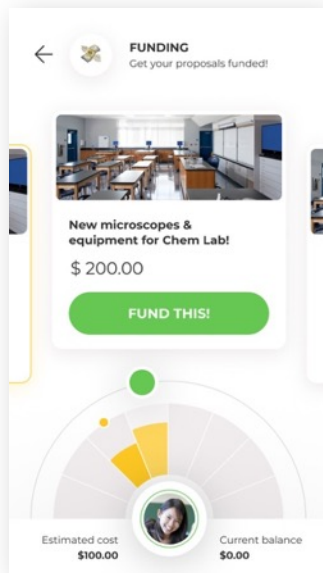 FUNDING
Get your proposals funded!
New microscopes &
equipment for Chem Lab!
$ 200.00
FUND THIS!
Estimated cost
$100.00
Current balance
$0.00